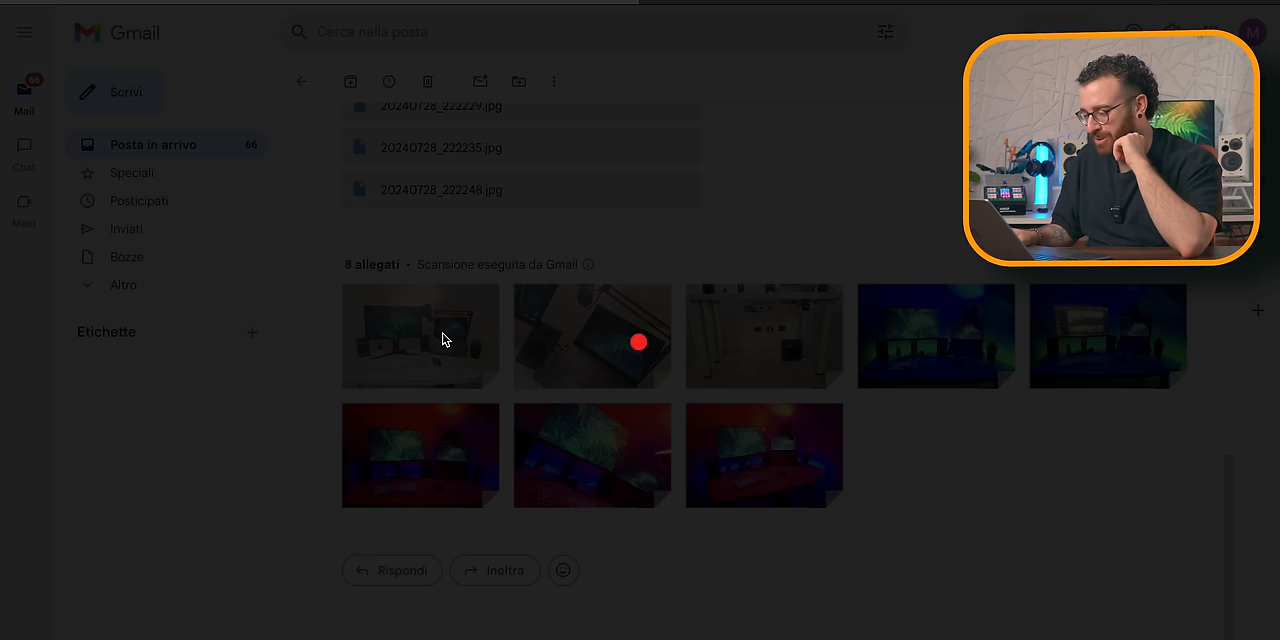 Gmail
Cerca nella posta
M
66
Mail
Chat
Meet
Scrivi
Posta in arrivo 66
Speciali
Posticipati
Inviati
Bozze
Altro
Etichette
20240728_222229.jpg
20240728_222235.jpg
20240728_222248.jpg
8 allegati · Scansione eseguita da Gmail
Rispondi
Inoltra